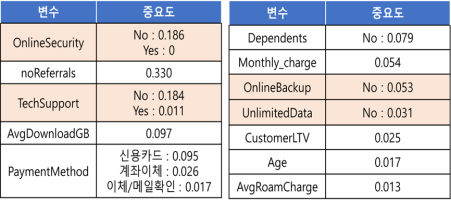 변수 중요도
OnlineSecurity No : 0.186
Yes : 0
noReferrals 0.330
TechSupport No : 0.184
Yes : 0.011
AvgDownloadGB 0.097
PaymentMethod 신용카드 : 0.095
계좌이체 : 0.026
이체/메일확인 : 0.017
변수 중요도
Dependents No : 0.079
Monthly_charge 0.054
OnlineBackup No : 0.053
UnlimitedData No : 0.031
CustomerLTV 0.025
Age 0.017
AvgRoamCharge 0.013